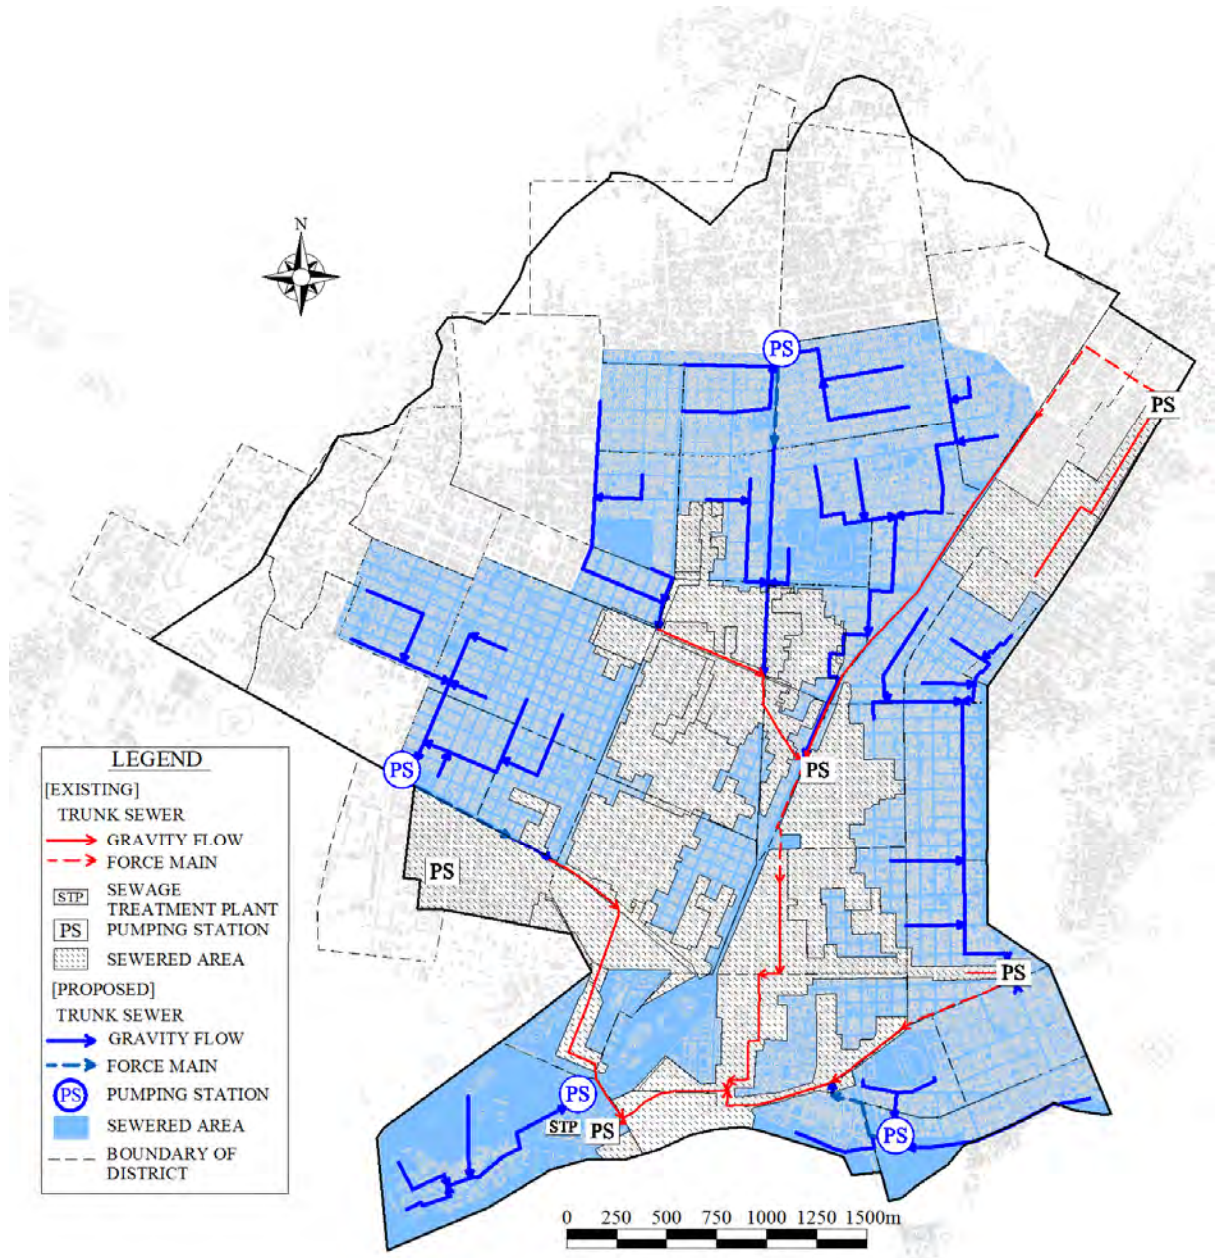 N
PS
PS
PS
PS
PS
PS
PS
PS
STP
PS
PS
LEGEND
[EXISTING]
TRUNK SEWER
GRAVITY FLOW
FORCE MAIN
STP SEWAGE
TREATMENT PLANT
PS PUMPING STATION
SEWERED AREA
[PROPOSED]
TRUNK SEWER
GRAVITY FLOW
FORCE MAIN
PS PUMPING STATION
SEWERED AREA
BOUNDARY OF
DISTRICT
0 250 500 750 1000 1250 1500m